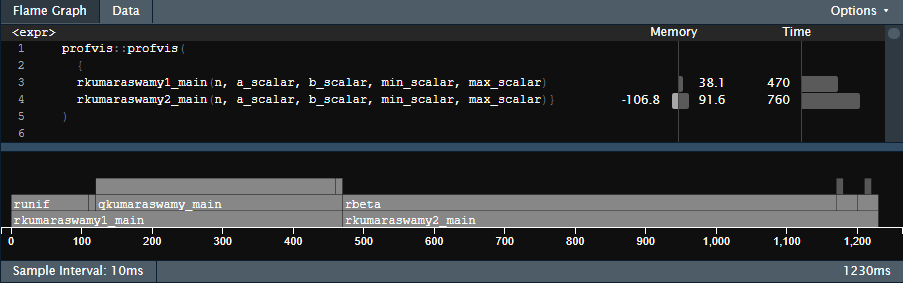 Flame Graph Data Options
<expr> Memory Time
1 profvis::profvis(
2 {
3 rkumaraswamy1_main(n, a_scalar, b_scalar, min_scalar, max_scalar) 38.1 470
4 rkumaraswamy2_main(n, a_scalar, b_scalar, min_scalar, max_scalar)} -106.8 91.6 760
5 )
6
runif qkumaraswamy_main rbeta
rkumaraswamy1_main rkumaraswamy2_main
0 100 200 300 400 500 600 700 800 900 1,000 1,100 1,200
Sample Interval: 10ms 1230ms